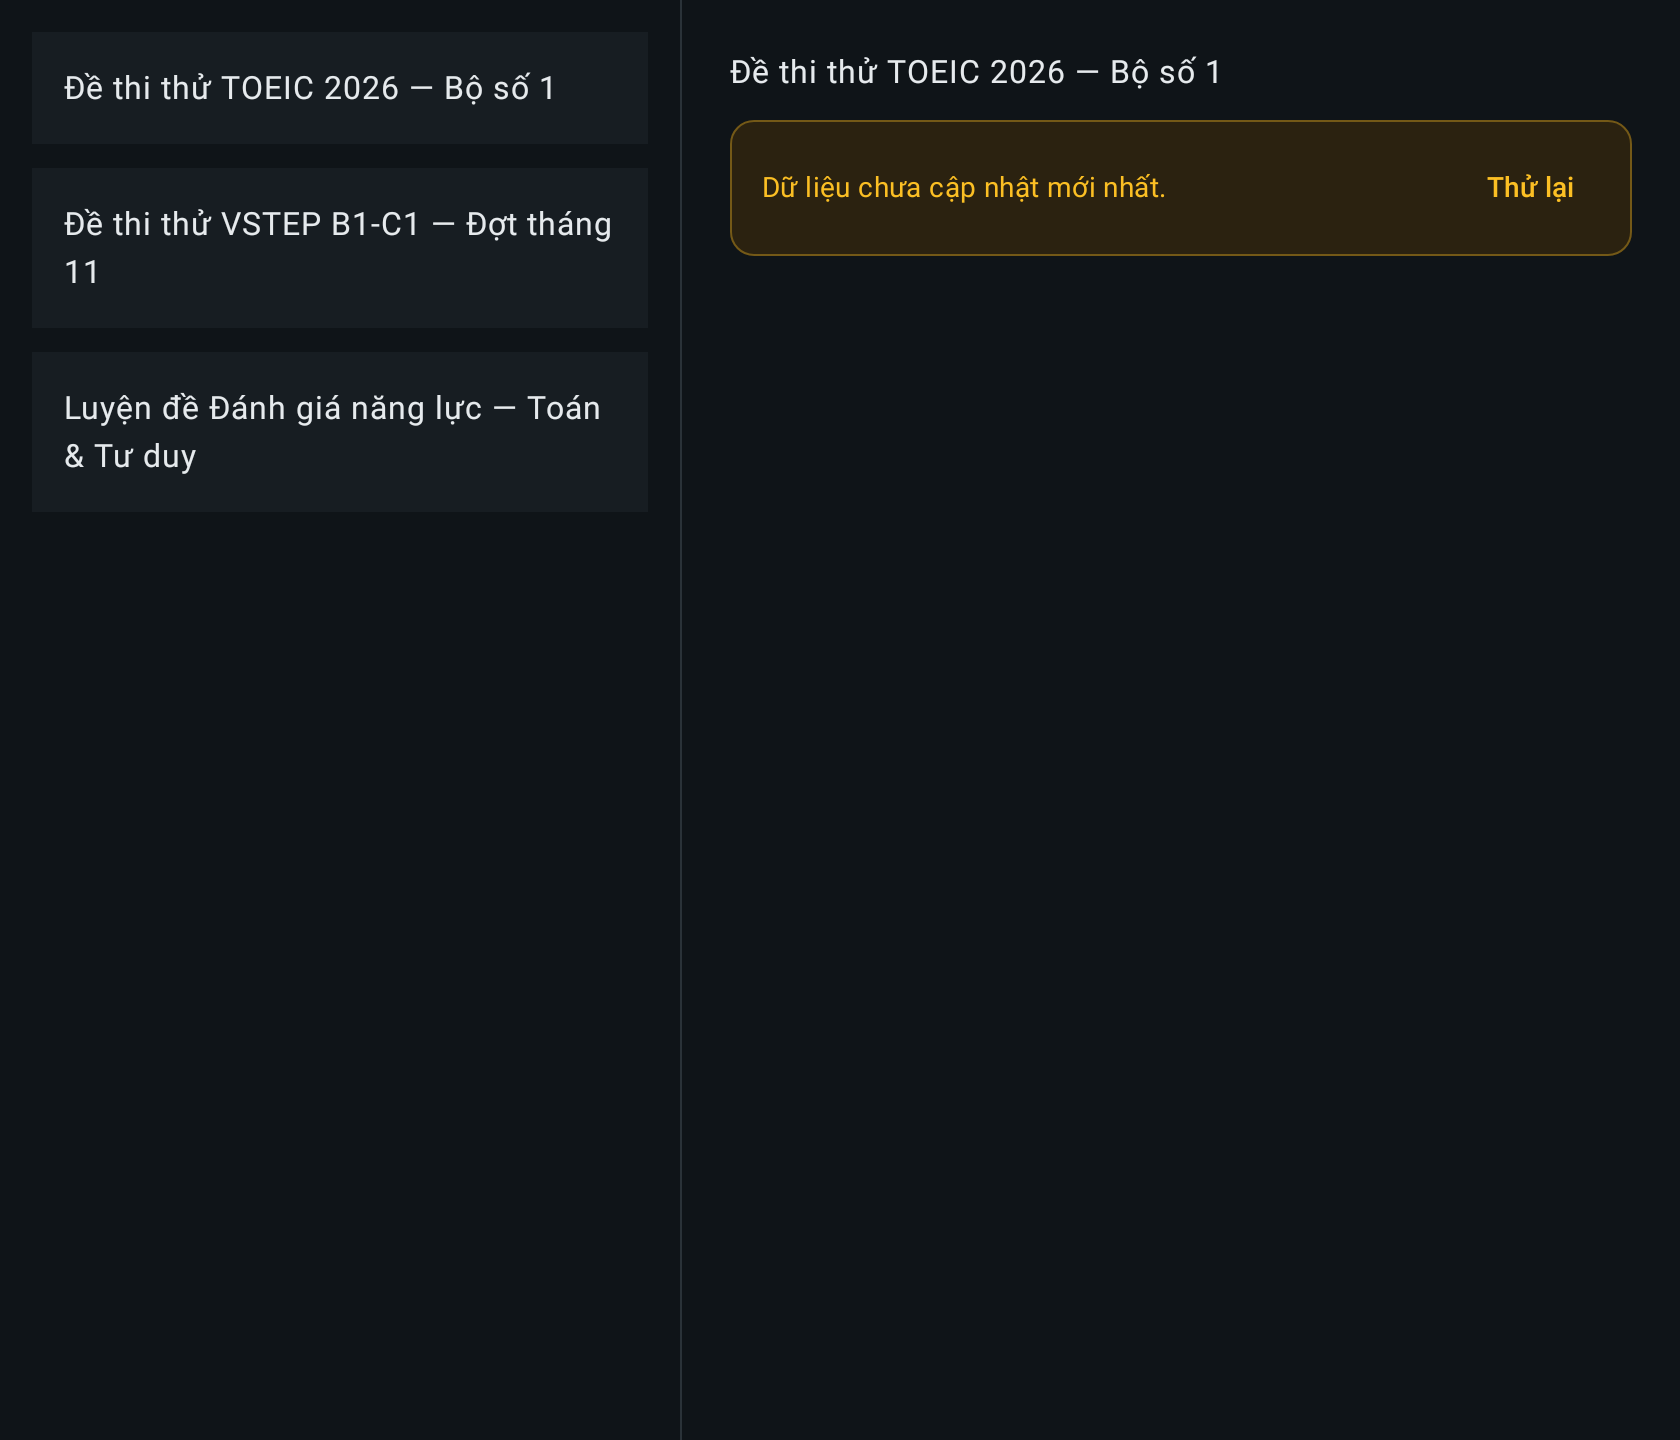 Đề thi thử TOEIC 2026 — Bộ số 1
Đề thi thử VSTEP B1-C1 — Đợt tháng
11
Luyện đề Đánh giá năng lực — Toán
& Tư duy
Đề thi thử TOEIC 2026 — Bộ số 1
Dữ liệu chưa cập nhật mới nhất.
Thử lại